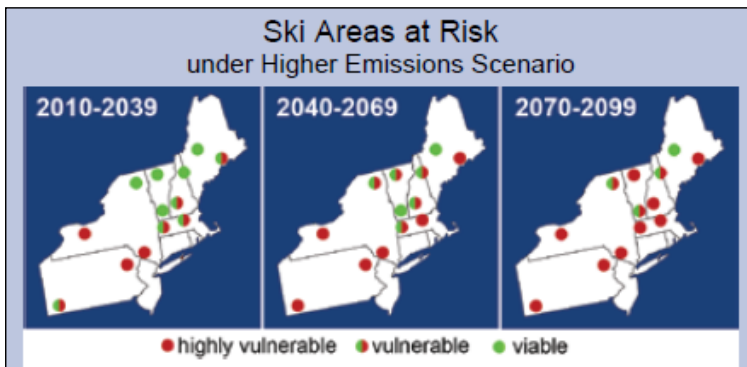 Ski Areas at Risk
under Higher Emissions Scenario
2010-2039 2040-2069 2070-2099
highly vulnerable vulnerable viable